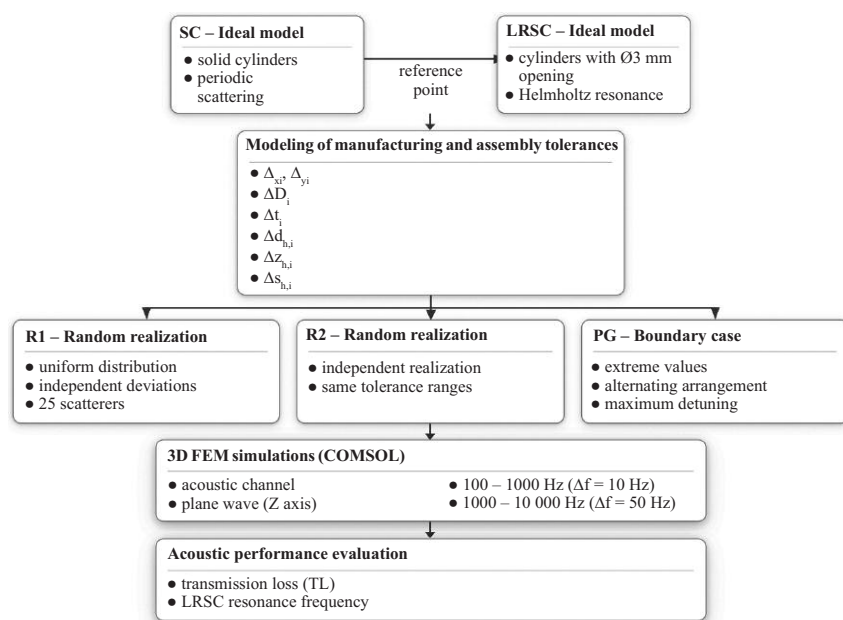 SC – Ideal model
● solid cylinders
● periodic
scattering
reference
point
LRSC – Ideal model
● cylinders with Ø3 mm
opening
● Helmholtz resonance
Modeling of manufacturing and assembly tolerances
● Δxi, Δyi
● ΔDi
● Δti
● Δdh,i
● Δzh,i
● Δsh,i
R1 – Random realization
● uniform distribution
● independent deviations
● 25 scatterers
R2 – Random realization
● independent realization
● same tolerance ranges
PG – Boundary case
● extreme values
● alternating arrangement
● maximum detuning
3D FEM simulations (COMSOL)
● acoustic channel
● plane wave (Z axis)
● 100 – 1000 Hz (Δf = 10 Hz)
● 1000 – 10 000 Hz (Δf = 50 Hz)
Acoustic performance evaluation
● transmission loss (TL)
● LRSC resonance frequency